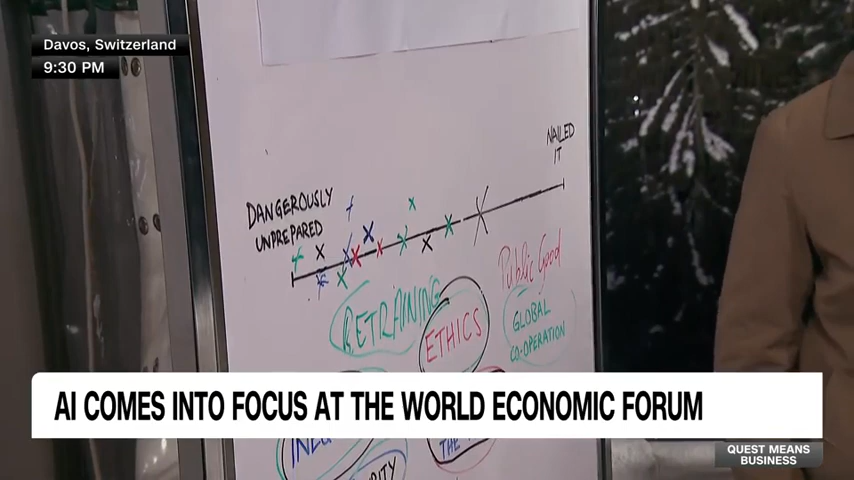 Davos, Switzerland
9:30 PM
NAILED
IT
DANGEROUSLY
UNPREPARED
Public Good
RETRAINING
ETHICS
GLOBAL
CO-OPERATION
AI COMES INTO FOCUS AT THE WORLD ECONOMIC FORUM
THE
QUEST MEANS
BUSINESS